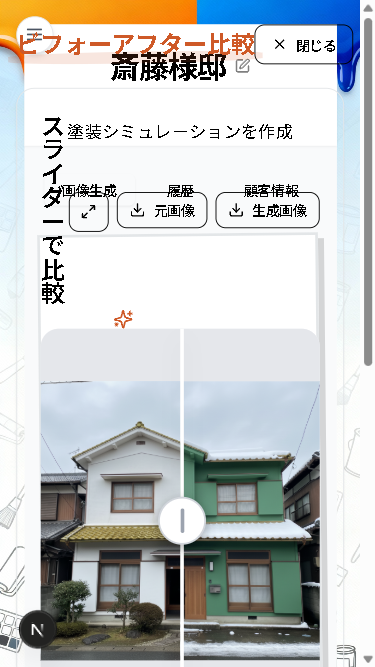 ビフォーアフター比較
閉じる
斎藤様邸
塗装シミュレーションを作成
スライダーで比較
画像生成
履歴
顧客情報
元画像
生成画像
N